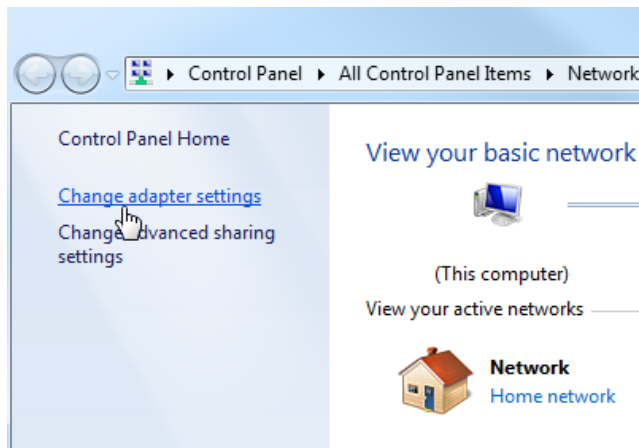 Control Panel ▸ All Control Panel Items ▸ Network
Control Panel Home
Change adapter settings
Change advanced sharing
settings
View your basic network
(This computer)
View your active networks
Network
Home network